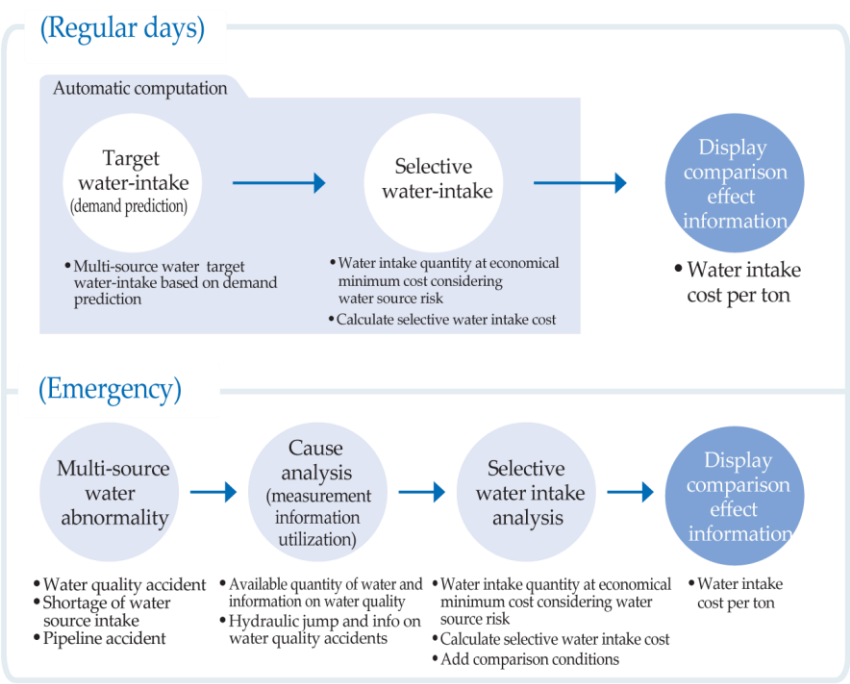 (Regular days)
Automatic computation
Target
water-intake
(demand prediction)
• Multi-source water target
water-intake based on demand
prediction
Selective
water-intake
• Water intake quantity at economical
minimum cost considering
water source risk
• Calculate selective water intake cost
Display
comparison
effect
information
• Water intake
cost per ton
(Emergency)
Multi-source
water
abnormality
• Water quality accident
• Shortage of water
source intake
• Pipeline accident
Cause
analysis
(measurement
information
utilization)
• Available quantity of water and
information on water quality
• Hydraulic jump and info on
water quality accidents
Selective
water intake
analysis
• Water intake quantity at economical
minimum cost considering water
source risk
• Calculate selective water intake cost
• Add comparison conditions
Display
comparison
effect
information
• Water intake
cost per ton